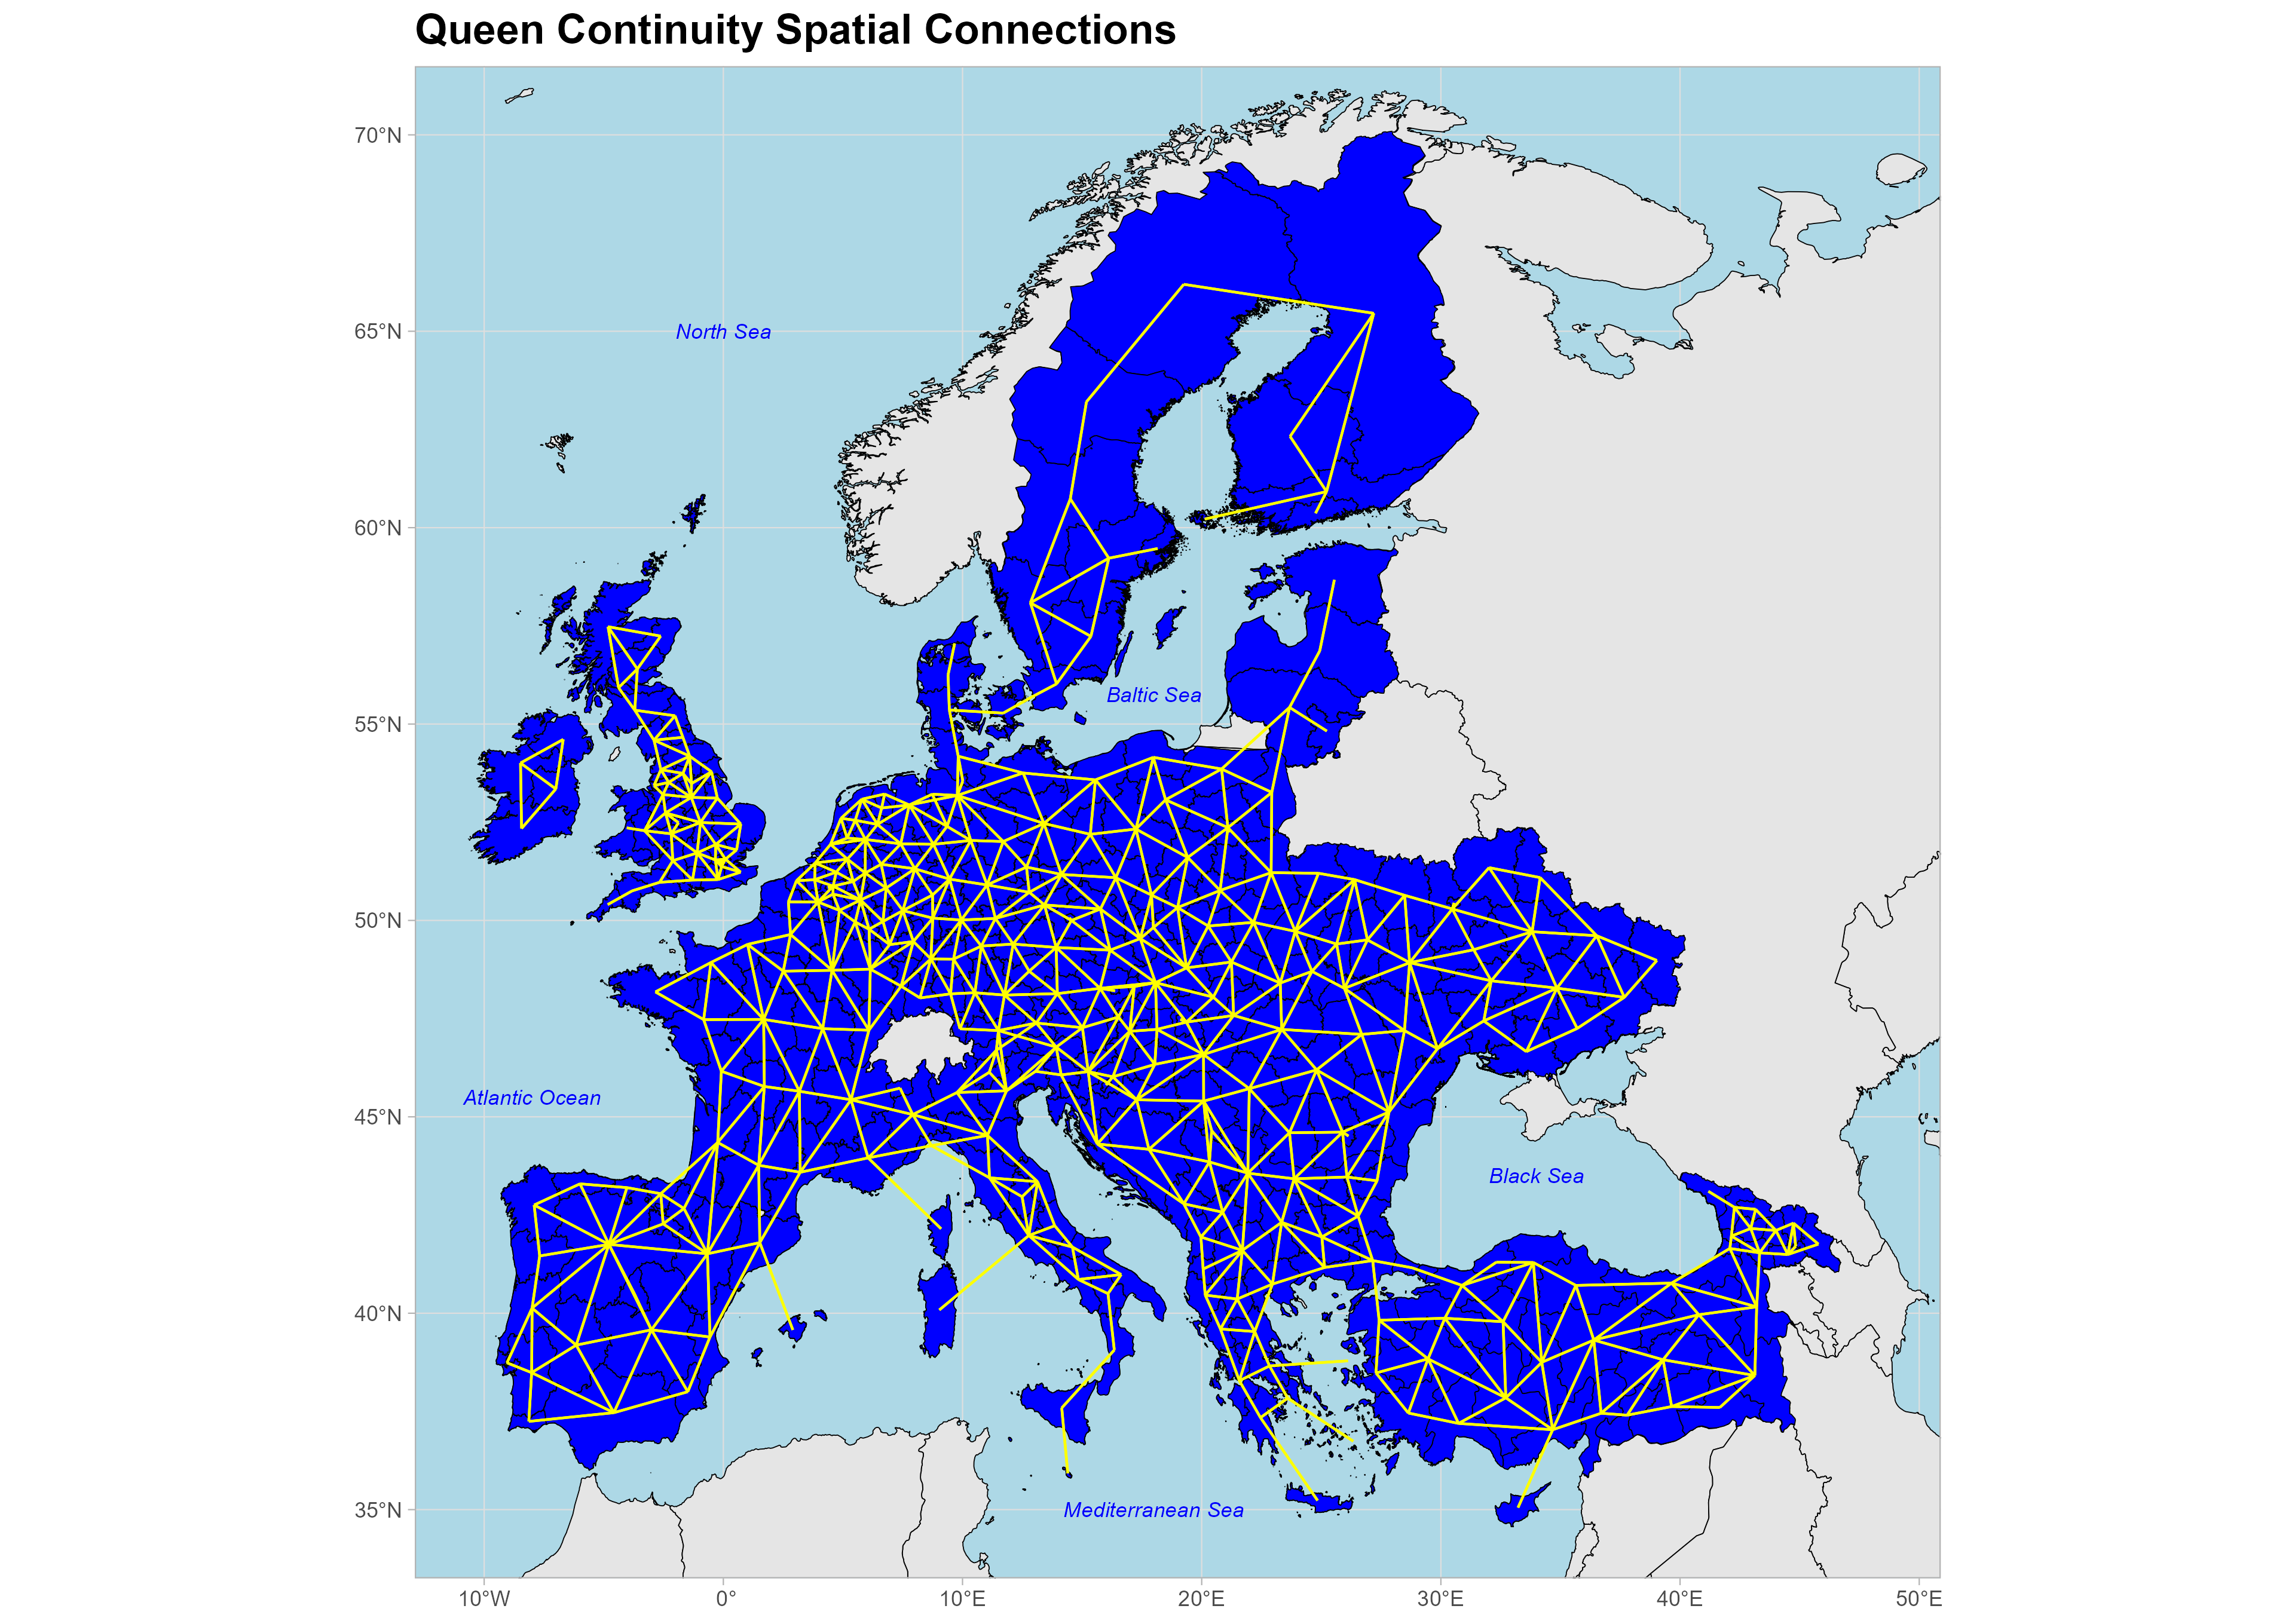 Queen Continuity Spatial Connections
70°N
65°N
60°N
55°N
50°N
45°N
40°N
35°N
North Sea
Baltic Sea
Atlantic Ocean
Black Sea
Mediterranean Sea
10°W
0°
10°E
20°E
30°E
40°E
50°E